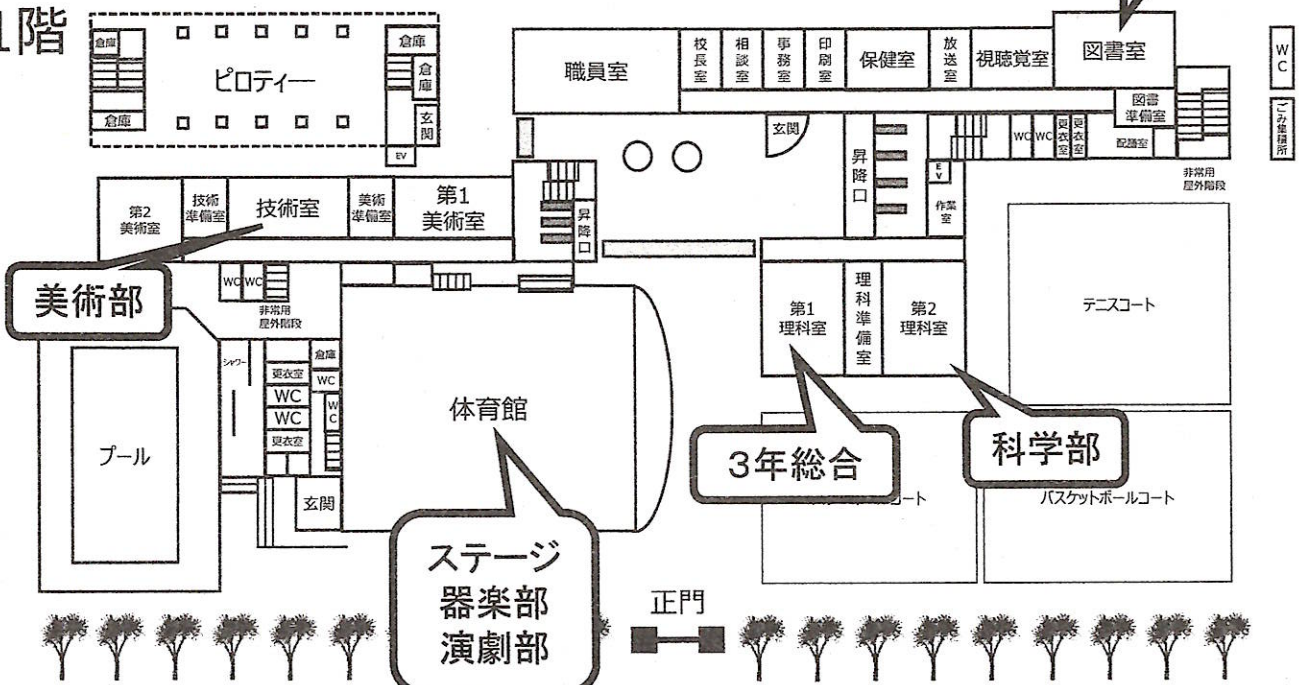 1階
倉庫
倉庫
ピロティー
倉庫
倉庫
玄関
EV
職員室
校長室
相談室
事務室
印刷室
保健室
放送室
視聴覚室
図書室
図書準備室
WC
ごみ集積所
玄関
昇降口
WC
WC
更衣室
更衣室
配膳室
非常用
屋外階段
EV
作業室
第2
美術室
技術
準備室
技術室
美術
準備室
第1
美術室
昇降口
美術部
WC
WC
非常用
屋外階段
シャワー
倉庫
更衣室
WC
WC
WC
更衣室
WC
玄関
プール
体育館
第1
理科室
理科準備室
第2
理科室
テニスコート
3年総合
科学部
コート
バスケットボールコート
ステージ
器楽部
演劇部
正門